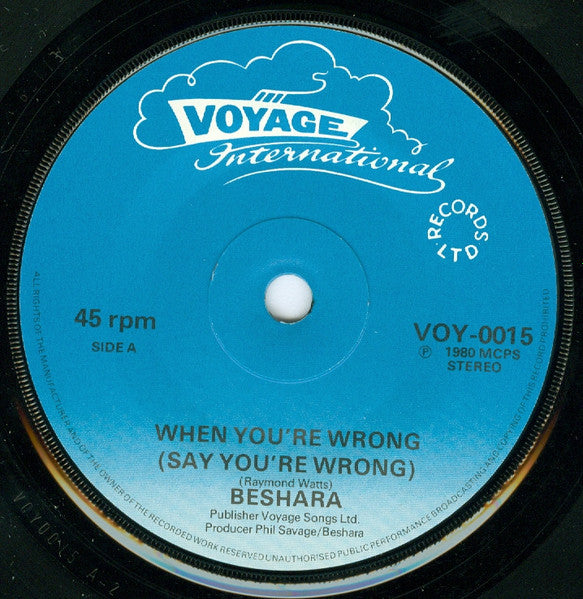 VOYAGE
International
RECORDS
LTD
45 rpm
SIDE A
VOY-0015
℗ 1980 MCPS
STEREO
WHEN YOU'RE WRONG
(SAY YOU'RE WRONG)
(Raymond Watts)
BESHARA
Publisher Voyage Songs Ltd.
Producer Phil Savage/Beshara
ALL RIGHTS OF THE MANUFACTURER AND OF THE OWNER OF THE RECORDED WORK RESERVED UNAUTHORISED PUBLIC PERFORMANCE BROADCASTING AND COPYING OF THIS RECORD PROHIBITED
A-2